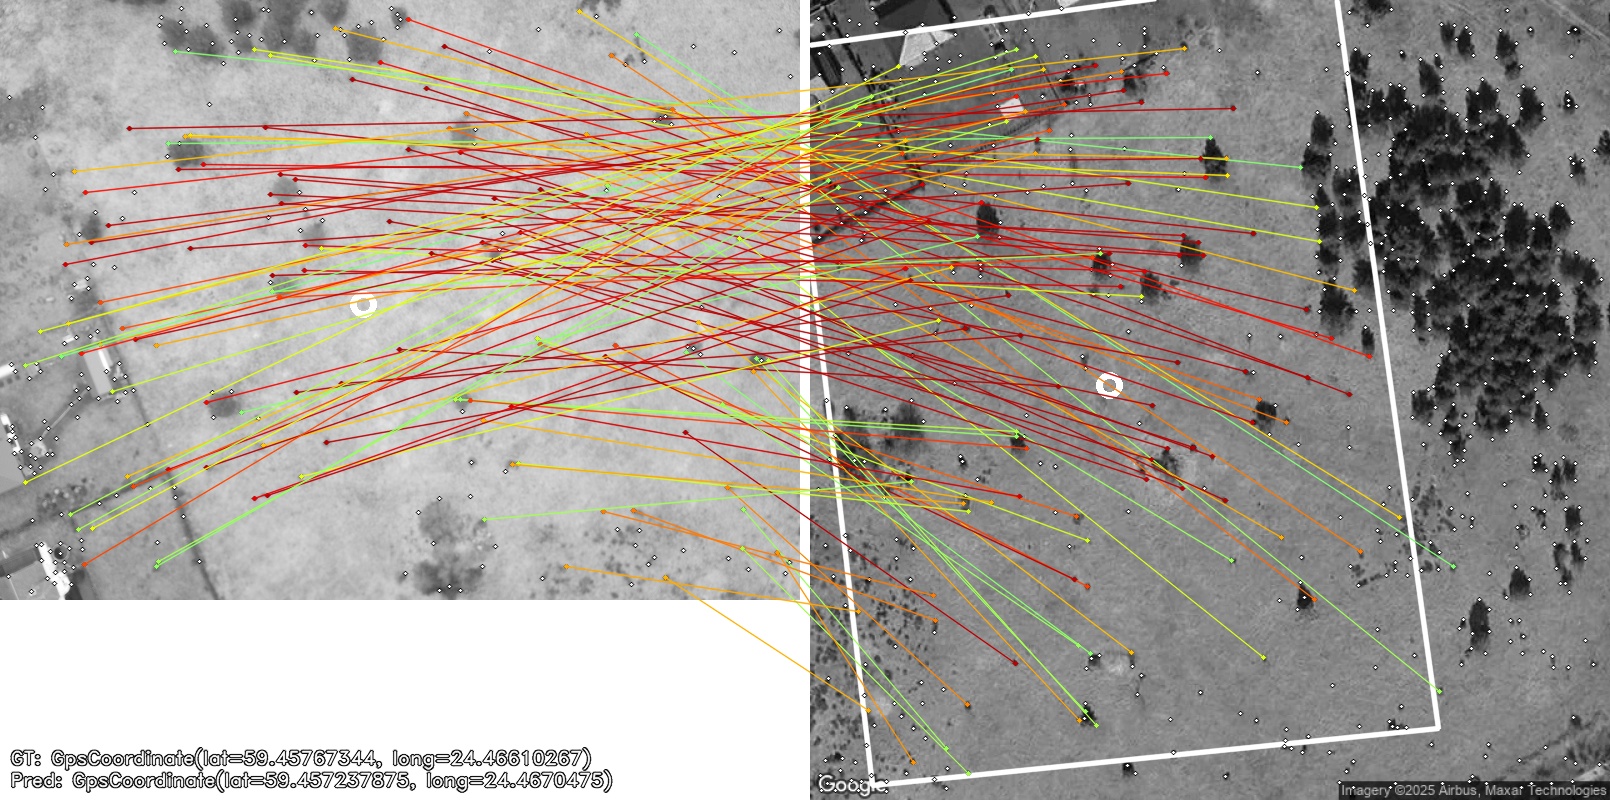 GT: GpsCoordinate(lat=59.45767344, long=24.46610267)
Pred: GpsCoordinate(lat=59.457237875, long=24.4670475)
Google
Imagery ©2025 Airbus, Maxar Technologies